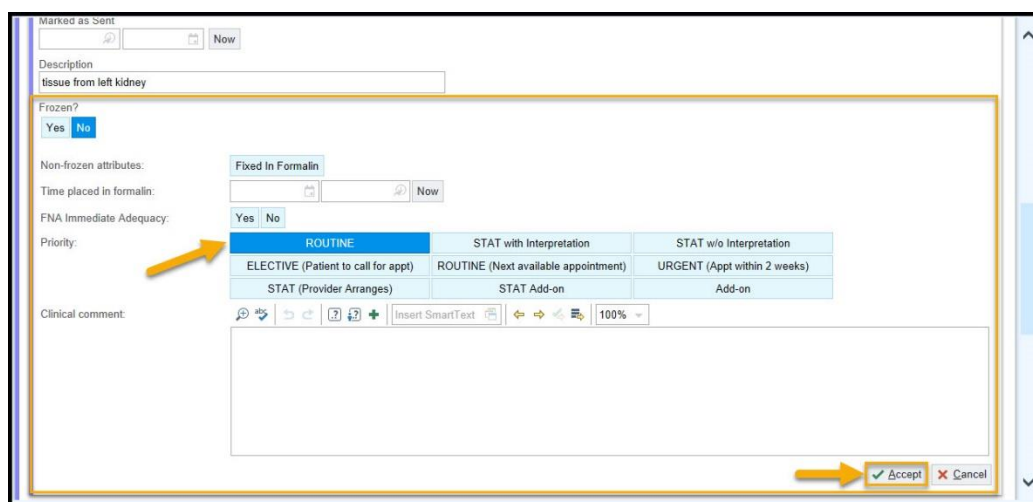 Marked as Sent
Now
Description
tissue from left kidney
Frozen?
Yes No
Non-frozen attributes: Fixed In Formalin
Time placed in formalin: Now
FNA Immediate Adequacy: Yes No
Priority: ROUTINE STAT with Interpretation STAT w/o Interpretation
ELECTIVE (Patient to call for appt) ROUTINE (Next available appointment) URGENT (Appt within 2 weeks)
STAT (Provider Arranges) STAT Add-on Add-on
Clinical comment: abc Insert SmartText 100%
Accept Cancel